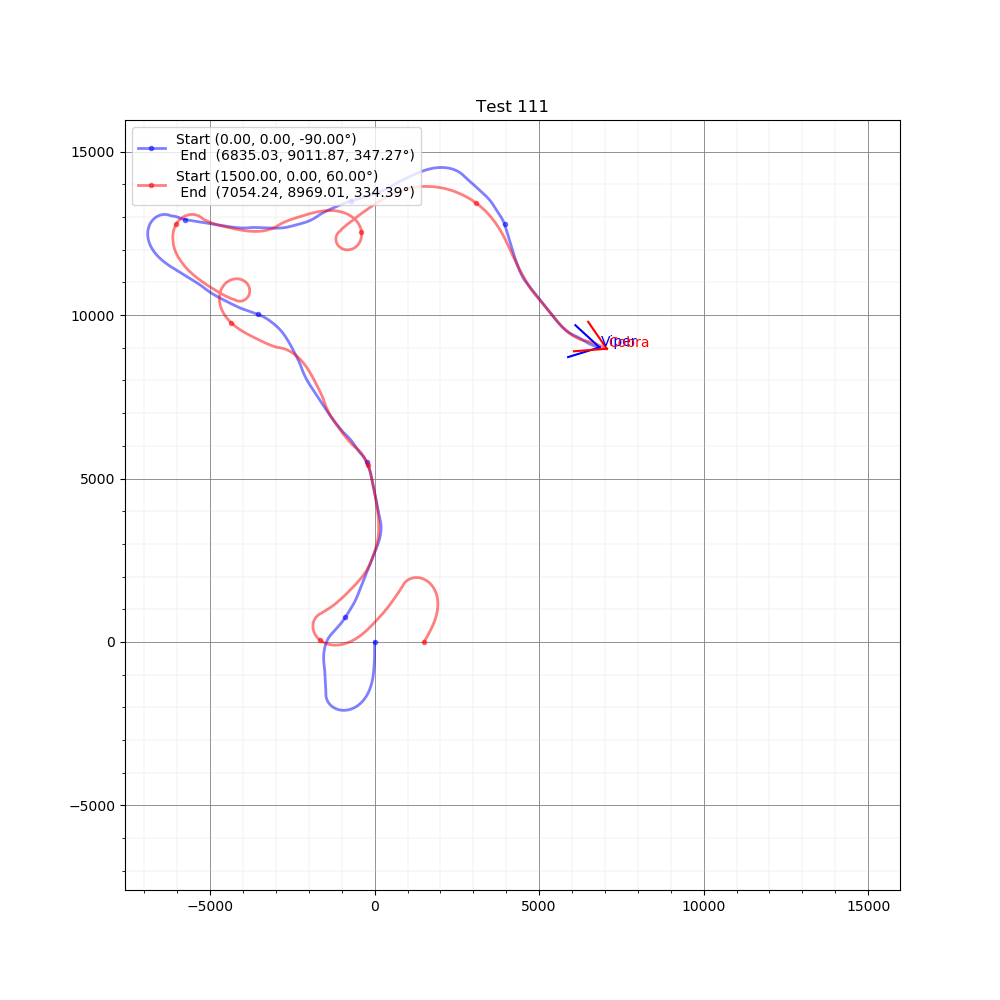 Test 111
Start (0.00, 0.00, -90.00°)
End (6835.03, 9011.87, 347.27°)
Start (1500.00, 0.00, 60.00°)
End (7054.24, 8969.01, 334.39°)
15000
10000
5000
0
−5000
Viper
Cobra
−5000
0
5000
10000
15000